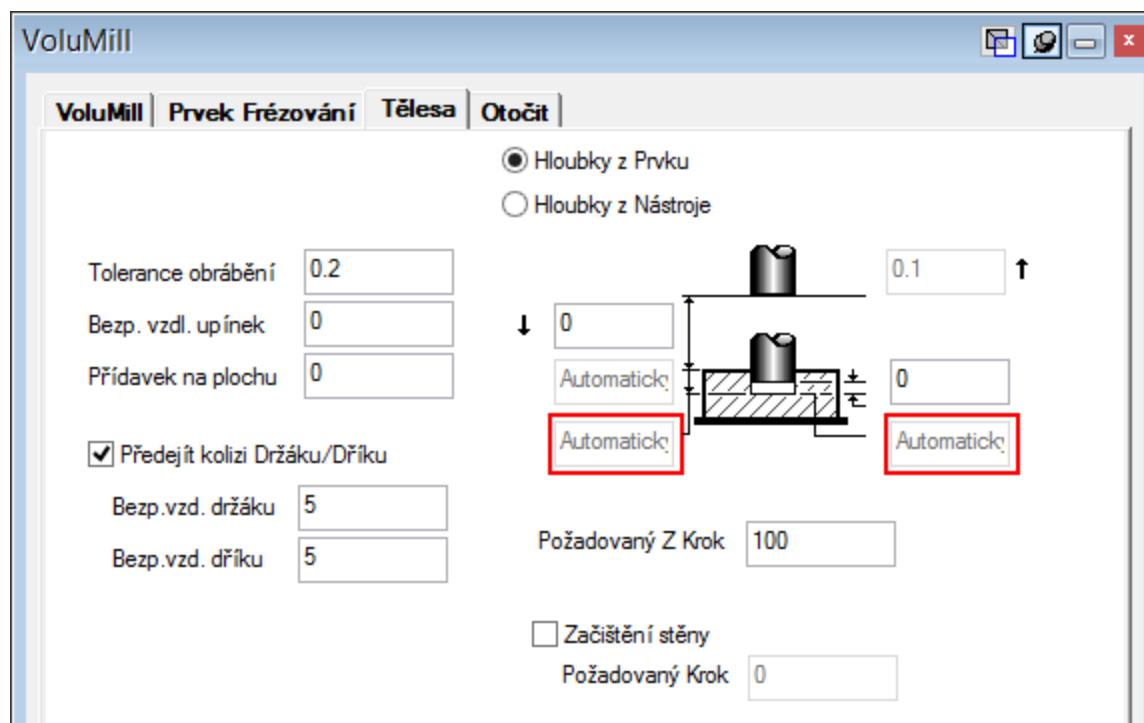 VoluMill
VoluMill Prvek Frézování Tělesa Otočit
Hloubky z Prvku
Hloubky z Nástroje
Tolerance obrábění 0.2
0.1
Bezp. vzdl. upínek 0
0
Přídavek na plochu 0
Automaticky
0
Automaticky
Automaticky
Předejít kolizi Držáku/Dříku
Bezp.vzd. držáku 5
Bezp.vzd. dříku 5
Požadovaný Z Krok 100
Začištění stěny
Požadovaný Krok 0